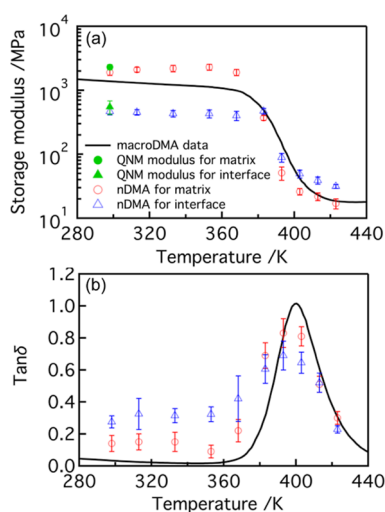 (a)
Storage modulus /MPa
10⁴
10³
10²
10¹
macroDMA data
QNM modulus for matrix
QNM modulus for interface
nDMA for matrix
nDMA for interface
280 320 360 400 440
Temperature /K
(b)
Tanδ
1.2
1.0
0.8
0.6
0.4
0.2
0.0
280 320 360 400 440
Temperature /K